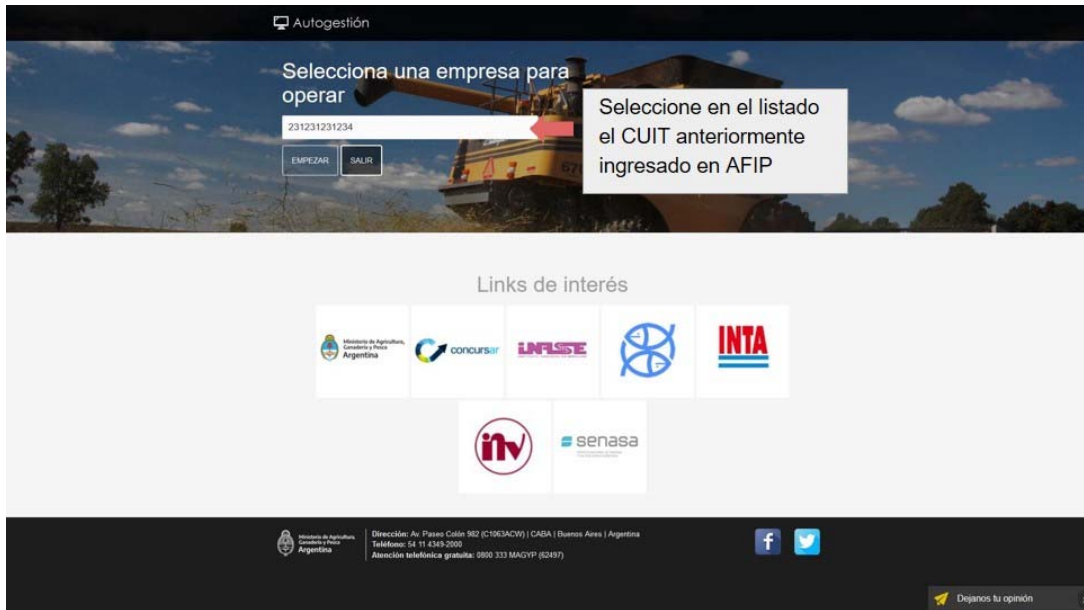 Autogestión
Selecciona una empresa para
operar
231231231234
EMPEZAR SALIR
Seleccione en el listado
el CUIT anteriormente
ingresado en AFIP
Links de interés
Ministerio de Agricultura,
Ganadería y Pesca
Argentina
concursar
INASE
INTA
inv
senasa
Ministerio de Agricultura,
Ganadería y Pesca
Argentina
Dirección: Av. Paseo Colón 982 (C1063ACW) | CABA | Buenos Aires | Argentina
Teléfono: 54 11 4349-2000
Atención telefónica gratuita: 0800 333 MAGYP (62497)
f
Dejanos tu opinión